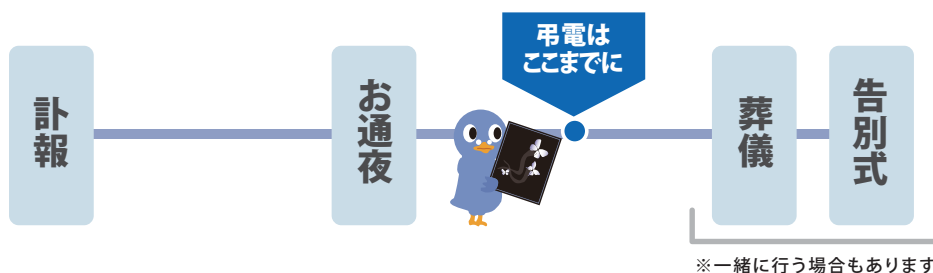 訃報
お通夜
弔電は
ここまでに
葬儀
告別式
※一緒に行う場合もあります